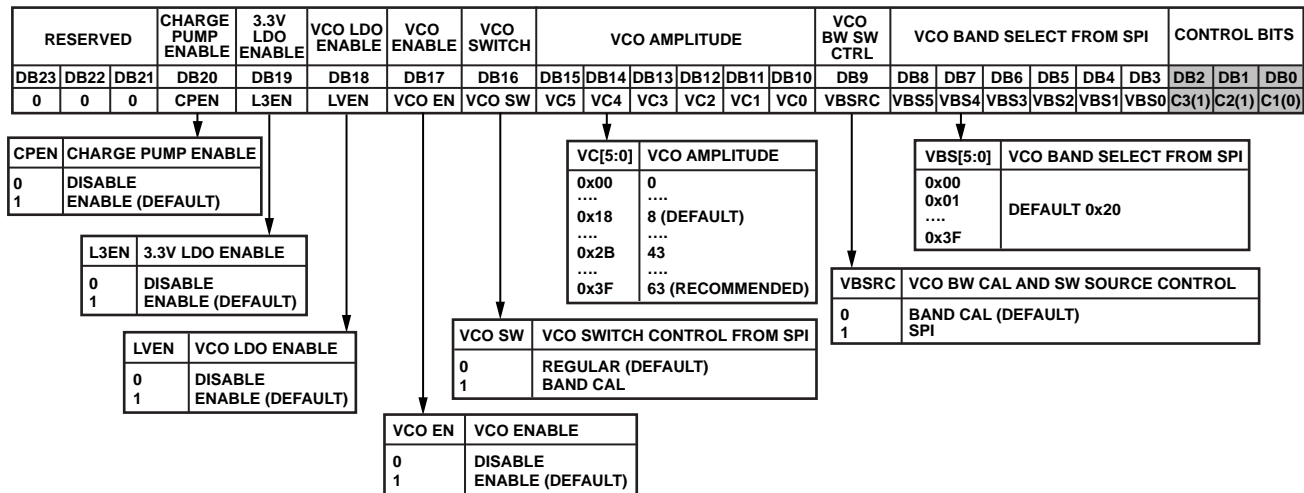 RESERVED
CHARGE PUMP ENABLE
3.3V LDO ENABLE
VCO LDO ENABLE
VCO ENABLE
VCO SWITCH
VCO AMPLITUDE
VCO BW SW CTRL
VCO BAND SELECT FROM SPI
CONTROL BITS
DB23 DB22 DB21 DB20 DB19 DB18 DB17 DB16 DB15 DB14 DB13 DB12 DB11 DB10 DB9 DB8 DB7 DB6 DB5 DB4 DB3 DB2 DB1 DB0
0 0 0 CPEN L3EN LVEN VCO EN VCO SW VC5 VC4 VC3 VC2 VC1 VC0 VBSRC VBS5 VBS4 VBS3 VBS2 VBS1 VBS0 C3(1) C2(1) C1(0)
CPEN CHARGE PUMP ENABLE
0 DISABLE
1 ENABLE (DEFAULT)
L3EN 3.3V LDO ENABLE
0 DISABLE
1 ENABLE (DEFAULT)
LVEN VCO LDO ENABLE
0 DISABLE
1 ENABLE (DEFAULT)
VCO EN VCO ENABLE
0 DISABLE
1 ENABLE (DEFAULT)
VCO SW VCO SWITCH CONTROL FROM SPI
0 REGULAR (DEFAULT)
1 BAND CAL
VC[5:0] VCO AMPLITUDE
0x00 0
.... ....
0x18 8 (DEFAULT)
.... ....
0x2B 43
.... ....
0x3F 63 (RECOMMENDED)
VBSRC VCO BW CAL AND SW SOURCE CONTROL
0 BAND CAL (DEFAULT)
1 SPI
VBS[5:0] VCO BAND SELECT FROM SPI
0x00
0x01
....
0x3F
DEFAULT 0x20